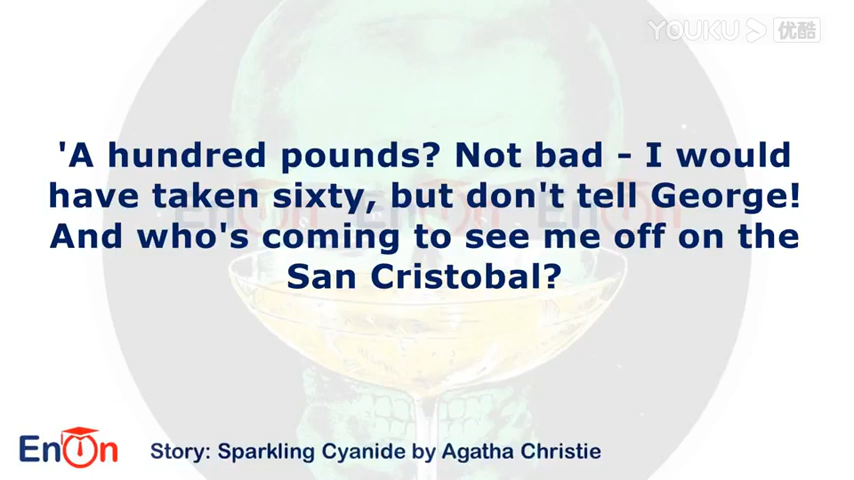 YOUKU 优酷
'A hundred pounds? Not bad - I would
have taken sixty, but don't tell George!
And who's coming to see me off on the
San Cristobal?
EnOn
Story: Sparkling Cyanide by Agatha Christie